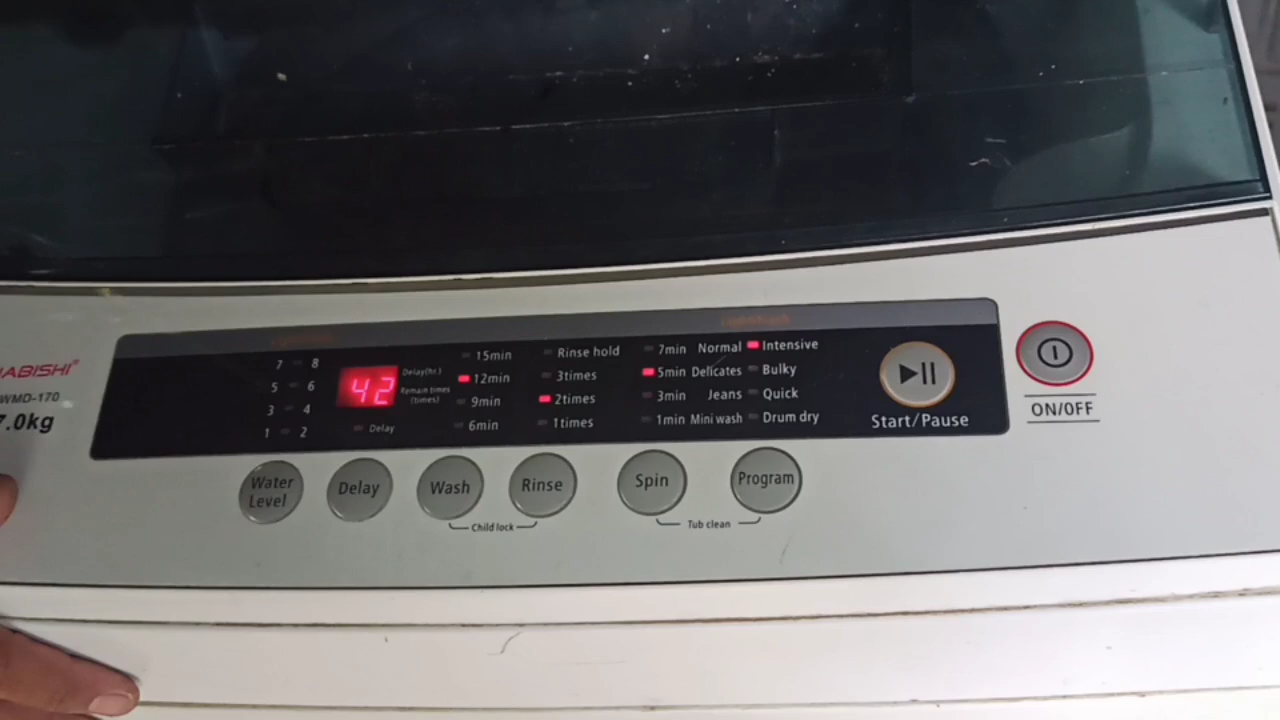 ABISHI
WMD-170
7.0kg
7 8
5 6
3 4
1 2
42
Delay(hr.)
Remain times
(times)
Delay
15min
12min
9min
6min
Rinse hold
3times
2times
1times
7min
5min
3min
1min
Normal Intensive
Delicates Bulky
Jeans Quick
Mini wash Drum dry
Start/Pause
ON/OFF
Water
Level
Delay
Wash
Rinse
Spin
Program
Child lock
Tub clean